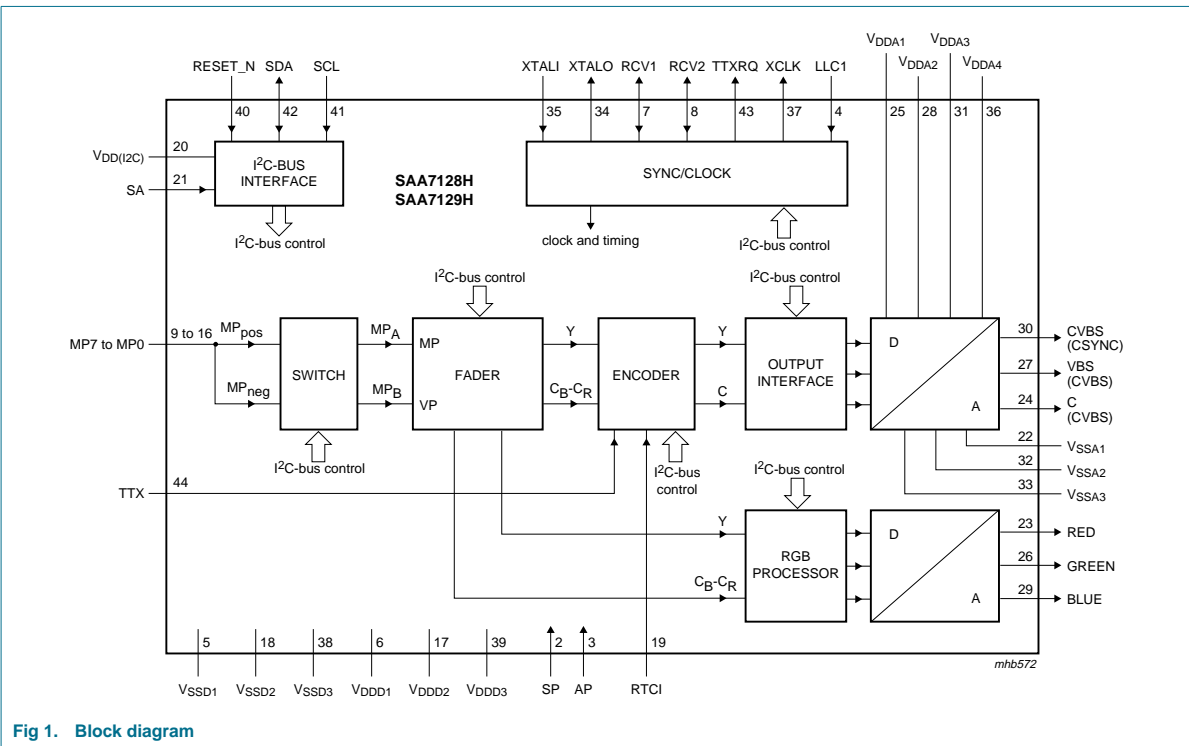 VDDA1 VDDA3
VDDA2 VDDA4
RESET_N SDA SCL XTALI XTALO RCV1 RCV2 TTXRQ XCLK LLC1
40 42 41 35 34 7 8 43 37 4 25 28 31 36
VDD(I2C) 20
SA 21
I2C-BUS
INTERFACE
I2C-bus control
SAA7128H
SAA7129H
SYNC/CLOCK
clock and timing
I2C-bus control
I2C-bus control
I2C-bus control
MP7 to MP0
9 to 16
MPpos
MPneg
SWITCH
I2C-bus control
MPA
MPB
MP
FADER
VP
Y
CB-CR
ENCODER
I2C-bus
control
Y
C
OUTPUT
INTERFACE
D
A
30 CVBS
(CSYNC)
27 VBS
(CVBS)
24 C
(CVBS)
22 VSSA1
32 VSSA2
33 VSSA3
TTX 44
I2C-bus control
Y
CB-CR
RGB
PROCESSOR
D
A
23 RED
26 GREEN
29 BLUE
5 18 38 6 17 39 2 3 19
VSSD1 VSSD2 VSSD3 VDDD1 VDDD2 VDDD3 SP AP RTCI
mhb572
Fig 1. Block diagram